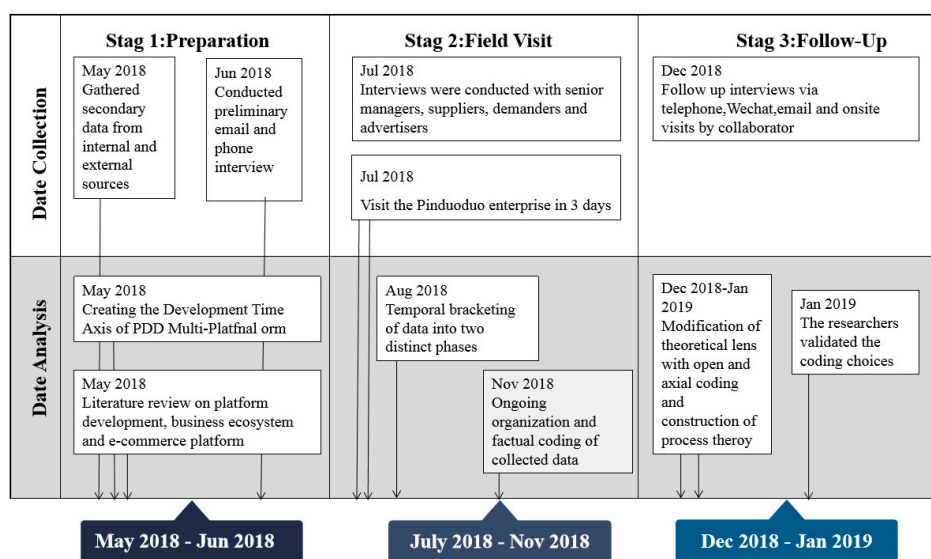 Stag 1:Preparation
Stag 2:Field Visit
Stag 3:Follow-Up
Date Collection
May 2018
Gathered
secondary
data from
internal and
external
sources
Jun 2018
Conducted
preliminary
email and
phone
interview
Jul 2018
Interviews were conducted with senior
managers, suppliers, demanders and
advertisers
Jul 2018
Visit the Pinduoduo enterprise in 3 days
Dec 2018
Follow up interviews via
telephone,Wechat,email and onsite
visits by collaborator
Date Analysis
May 2018
Creating the Development Time
Axis of PDD Multi-Platfnal orm
May 2018
Literature review on platform
development, business ecosystem
and e-commerce platform
Aug 2018
Temporal bracketing
of data into two
distinct phases
Nov 2018
Ongoing
organization and
factual coding of
collected data
Dec 2018-Jan
2019
Modification of
theoretical lens
with open and
axial coding
and
construction of
process theroy
Jan 2019
The researchers
validated the
coding choices
May 2018 - Jun 2018
July 2018 - Nov 2018
Dec 2018 - Jan 2019